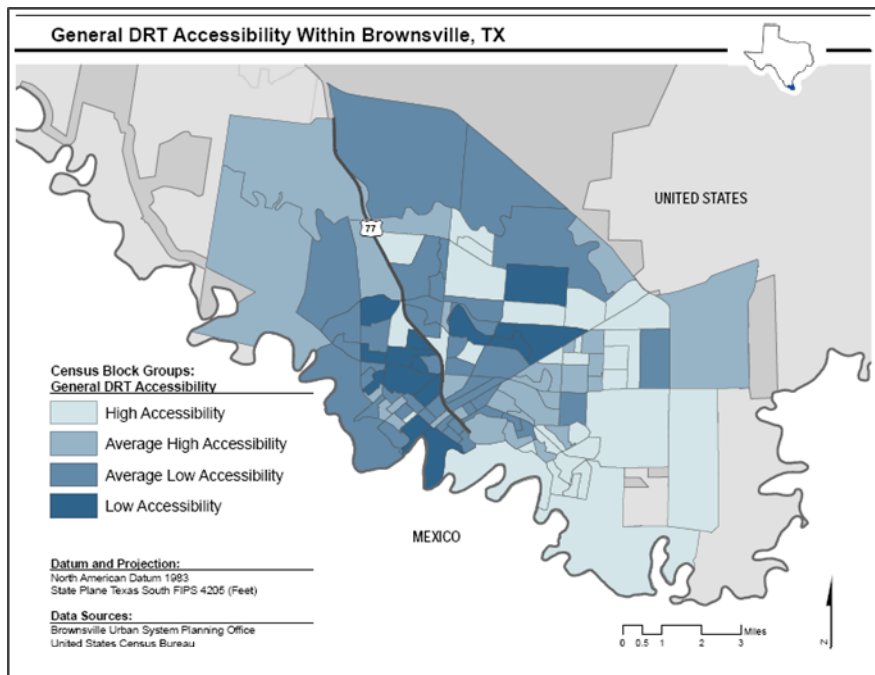 General DRT Accessibility Within Brownsville, TX
UNITED STATES
77
Census Block Groups:
General DRT Accessibility
High Accessibility
Average High Accessibility
Average Low Accessibility
Low Accessibility
MEXICO
Datum and Projection:
North American Datum 1983
State Plane Texas South FIPS 4205 (Feet)
Data Sources:
Brownsville Urban System Planning Office
United States Census Bureau
Miles
0 0.5 1 2 3
N